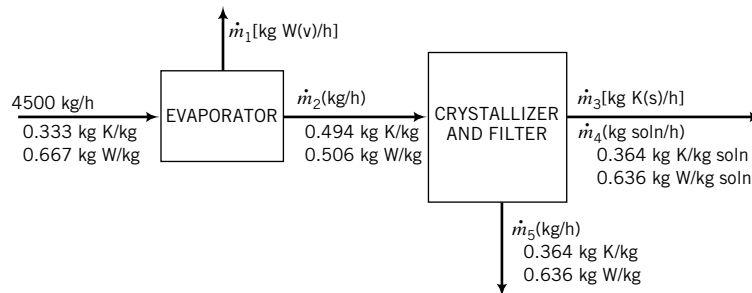 ṁ₁[kg W(v)/h]
4500 kg/h
0.333 kg K/kg
0.667 kg W/kg
EVAPORATOR
ṁ₂(kg/h)
0.494 kg K/kg
0.506 kg W/kg
CRYSTALLIZER
AND FILTER
ṁ₃[kg K(s)/h]
ṁ₄(kg soln/h)
0.364 kg K/kg soln
0.636 kg W/kg soln
ṁ₅(kg/h)
0.364 kg K/kg
0.636 kg W/kg